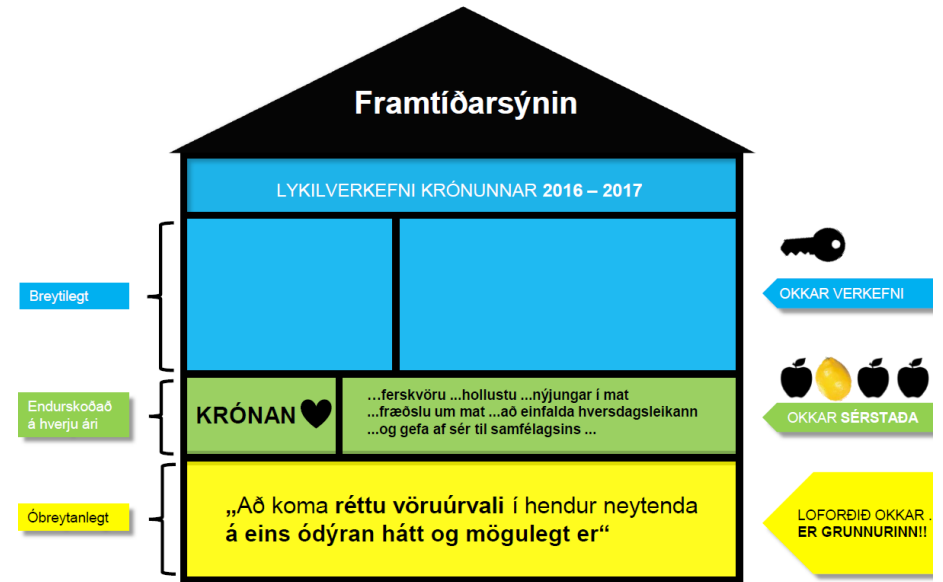 Framtíðarsýnin
LYKILVERKEFNI KRÓNUNNAR 2016 – 2017
Breytilegt
OKKAR VERKEFNI
Endurskoðað
á hverju ári
KRÓNAN
...ferskvöru ...hollustu ...nýjungar í mat
...fræðslu um mat ...að einfalda hversdagsleikann
...og gefa af sér til samfélagsins ...
OKKAR SÉRSTAÐA
Óbreytanlegt
„Að koma réttu vöruúrvali í hendur neytenda
á eins ódýran hátt og mögulegt er“
LOFORÐIÐ OKKAR .
ER GRUNNURINN!!